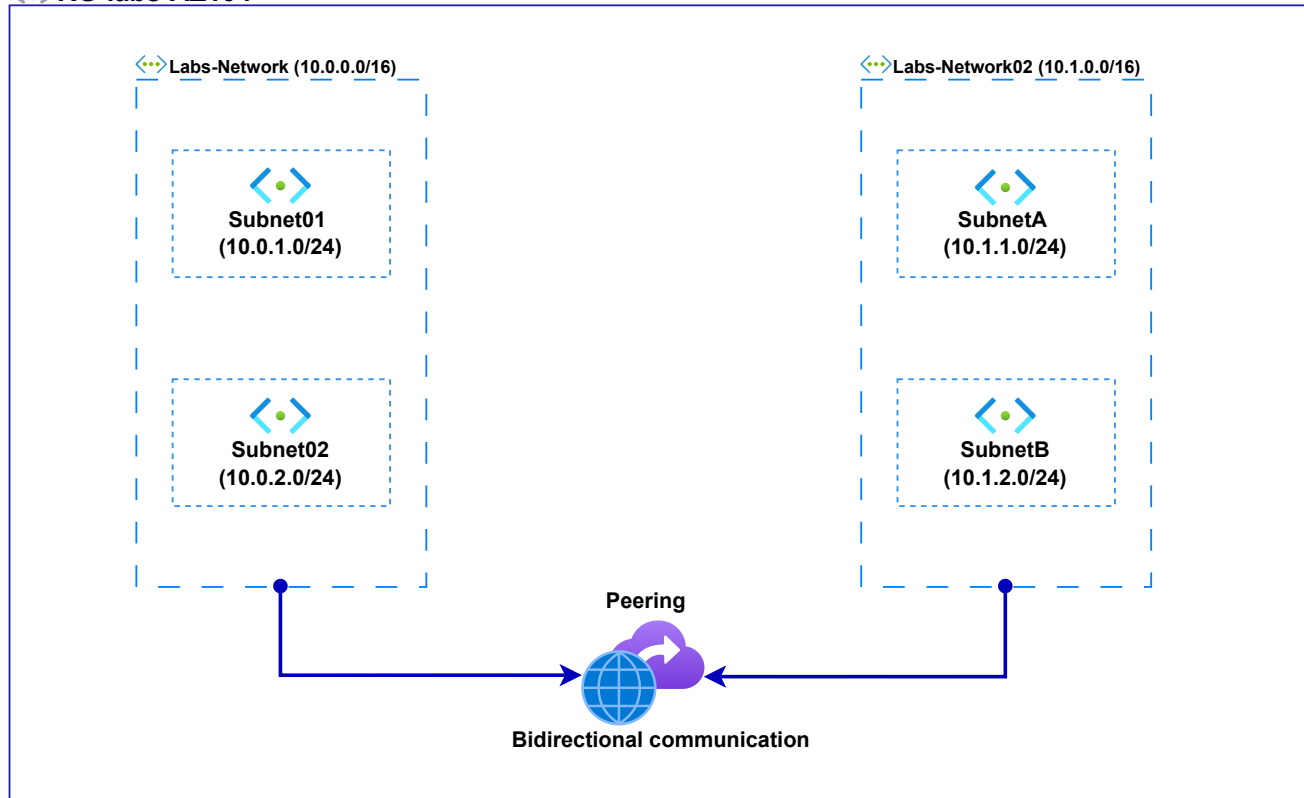 Labs-Network (10.0.0.0/16)
Labs-Network02 (10.1.0.0/16)
Subnet01
(10.0.1.0/24)
SubnetA
(10.1.1.0/24)
Subnet02
(10.0.2.0/24)
SubnetB
(10.1.2.0/24)
Peering
Bidirectional communication